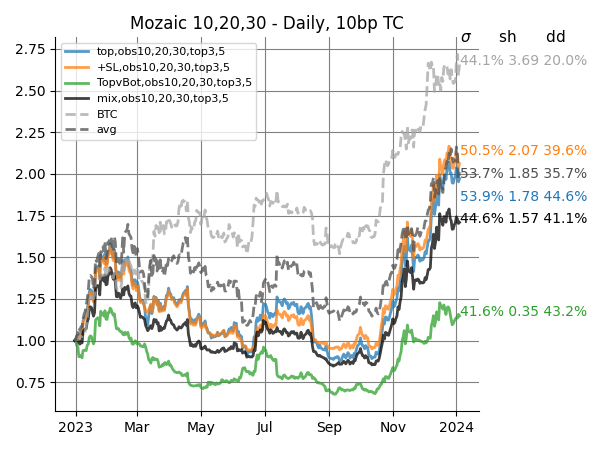 Mozaic 10,20,30 - Daily, 10bp TC
σ sh dd
2.75
2.50
2.25
2.00
1.75
1.50
1.25
1.00
0.75
top,obs10,20,30,top3,5
+SL,obs10,20,30,top3,5
TopvBot,obs10,20,30,top3,5
mix,obs10,20,30,top3,5
BTC
avg
44.1% 3.69 20.0%
50.5% 2.07 39.6%
53.7% 1.85 35.7%
53.9% 1.78 44.6%
44.6% 1.57 41.1%
41.6% 0.35 43.2%
2023 Mar May Jul Sep Nov 2024